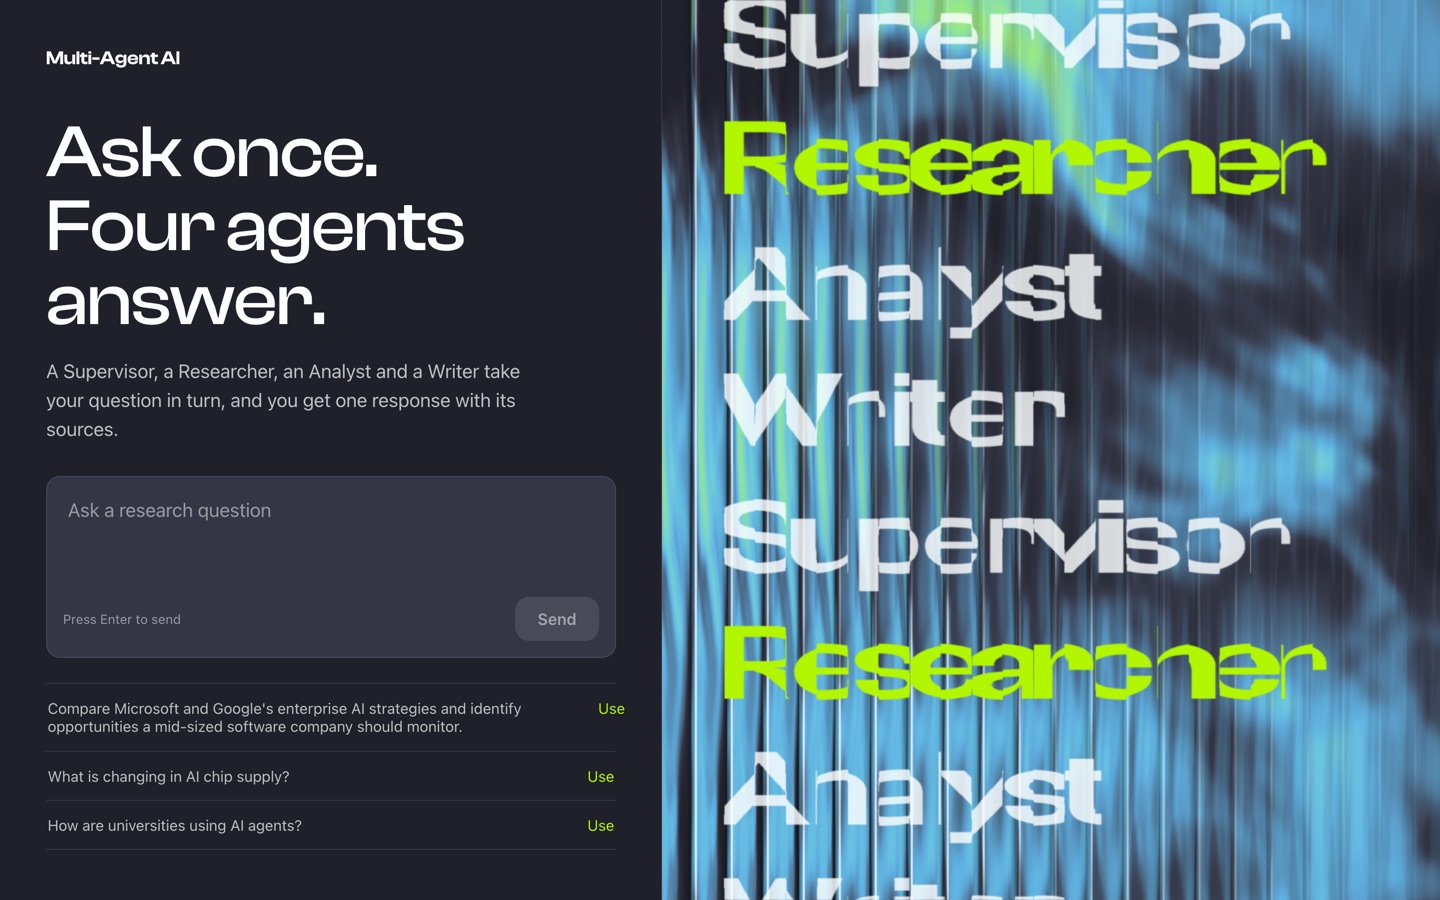 Multi-Agent AI
Ask once.
Four agents
answer.
A Supervisor, a Researcher, an Analyst and a Writer take
your question in turn, and you get one response with its
sources.
Ask a research question
Press Enter to send
Send
Compare Microsoft and Google's enterprise AI strategies and identify
opportunities a mid-sized software company should monitor.
Use
What is changing in AI chip supply?
Use
How are universities using AI agents?
Use
Supervisor
Researcher
Analyst
Writer
Supervisor
Researcher
Analyst
Writer